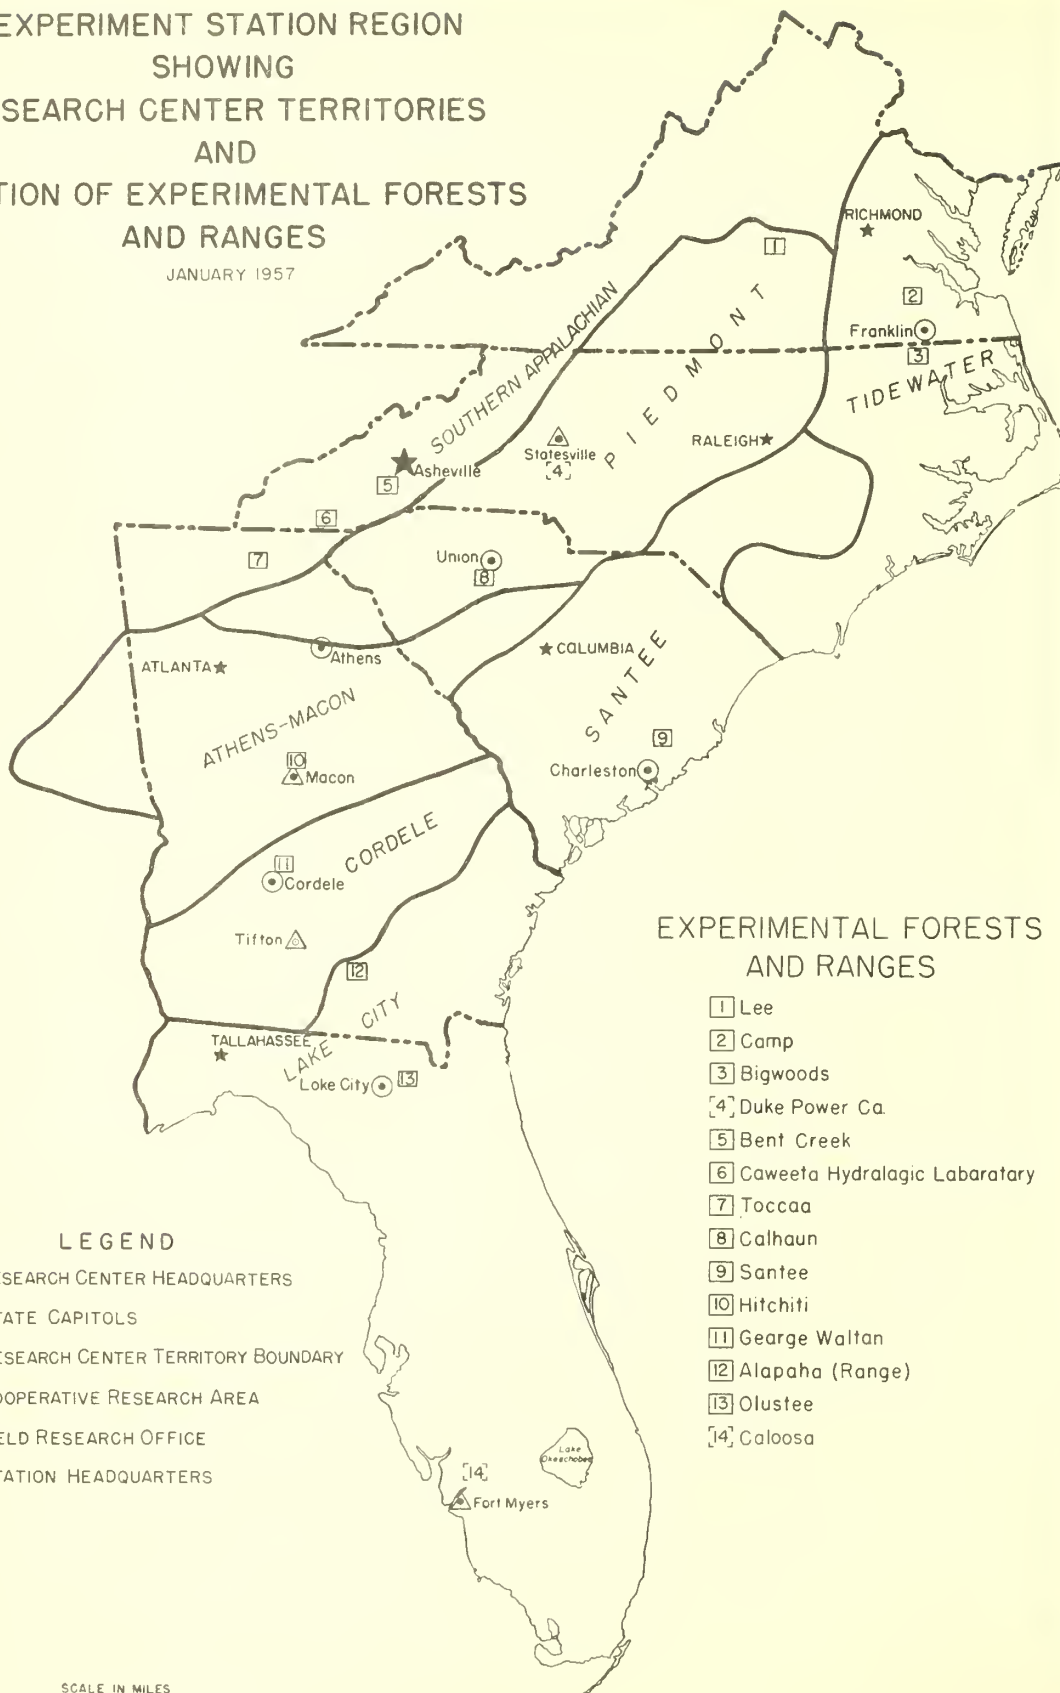 EXPERIMENT STATION REGION
SHOWING
SEARCH CENTER TERRITORIES
AND
TION OF EXPERIMENTAL FORESTS
AND RANGES
JANUARY 1957
RICHMOND
1
2
Franklin
3
TIDEWATER
PIEDMONT
SOUTHERN APPALACHIAN
RALEIGH
Statesville
[4]
Asheville
5
6
7
Union
8
Athens
ATLANTA
COLUMBIA
SANTEE
ATHENS-MACON
9
Charleston
10
Macon
CORDELE
11
Cordele
Tifton
12
LAKE CITY
TALLAHASSEE
Loke City
13
EXPERIMENTAL FORESTS
AND RANGES
1 Lee
2 Camp
3 Bigwoods
[4] Duke Power Ca.
5 Bent Creek
6 Caweeta Hydralagic Labaratary
7 Toccaa
8 Calhaun
9 Santee
10 Hitchiti
11 Gearge Waltan
12 Alapaha (Range)
13 Olustee
[14] Caloosa
LEGEND
ESEARCH CENTER HEADQUARTERS
TATE CAPITOLS
ESEARCH CENTER TERRITORY BOUNDARY
OOPERATIVE RESEARCH AREA
ELD RESEARCH OFFICE
TATION HEADQUARTERS
Lake
Okeechobee
[14]
Fort Myers
SCALE IN MILES